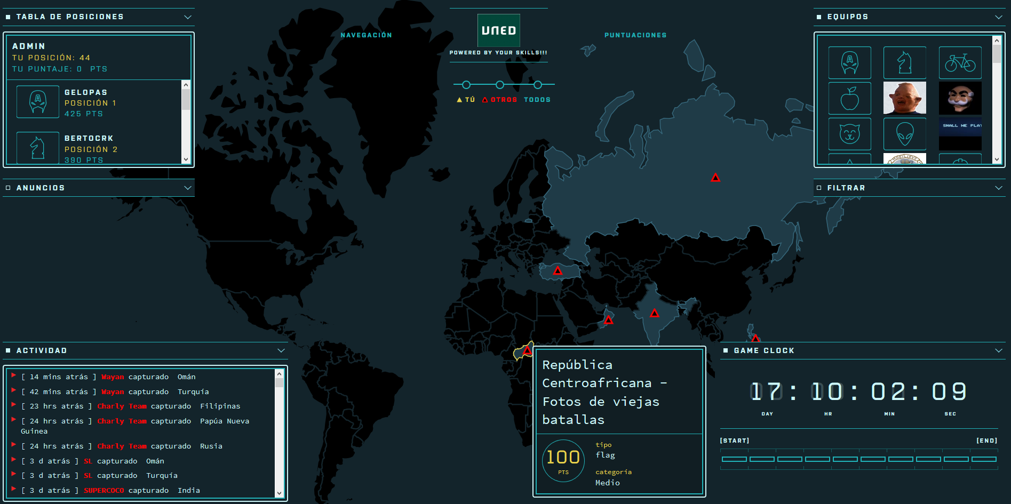 TABLA DE POSICIONES
ADMIN
TU POSICIÓN: 44
TU PUNTAJE: 0 PTS
GELOPAS
POSICIÓN 1
425 PTS
BERTOCRK
POSICIÓN 2
390 PTS
ANUNCIOS
NAVEGACIÓN
UNED
POWERED BY YOUR SKILLS!!!
PUNTUACIONES
TÚ OTROS TODOS
EQUIPOS
SHALL WE PLAY
FILTRAR
ACTIVIDAD
[ 14 mins atrás ] Wayan capturado Omán
[ 42 mins atrás ] Wayan capturado Turquía
[ 23 hrs atrás ] Charly Team capturado Filipinas
[ 24 hrs atrás ] Charly Team capturado Papúa Nueva
Guinea
[ 24 hrs atrás ] Charly Team capturado Rusia
[ 3 d atrás ] SL capturado Omán
[ 3 d atrás ] SL capturado Turquía
[ 3 d atrás ] SUPERCOCO capturado India
República
Centroafricana –
Fotos de viejas
batallas
100
PTS
tipo
flag
categoría
Medio
GAME CLOCK
17: 10: 02: 09
DAY HR MIN SEC
[START] [END]